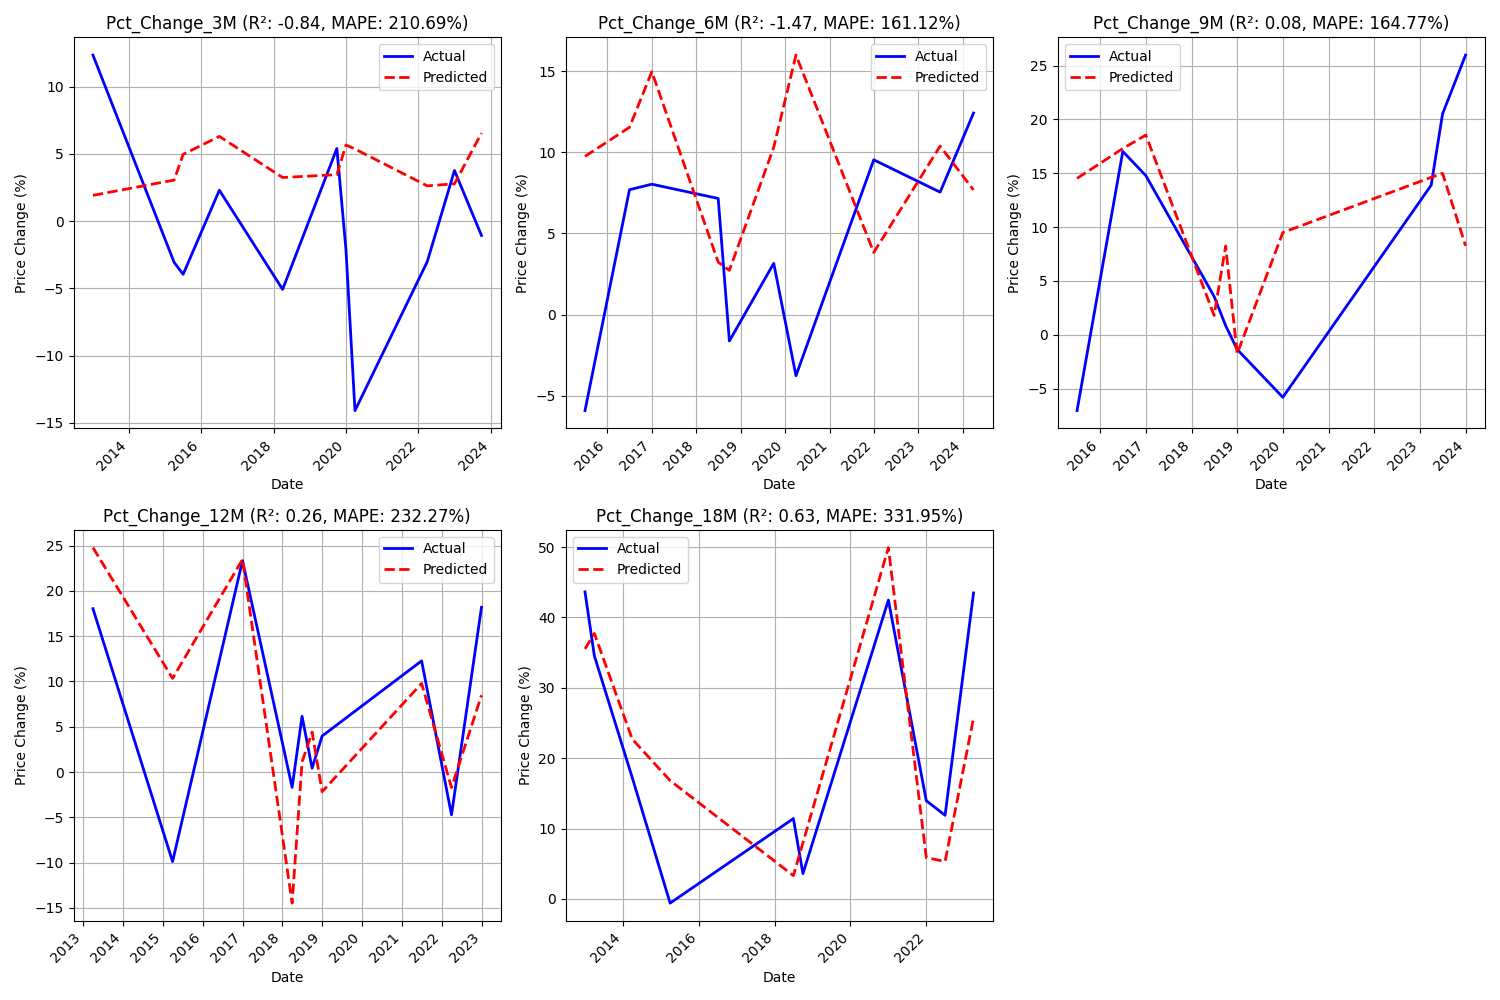 Pct_Change_3M (R²: -0.84, MAPE: 210.69%)
Actual
Predicted
Price Change (%)
10
5
0
−5
−10
−15
2014
2016
2018
2020
2022
2024
Date
Pct_Change_6M (R²: -1.47, MAPE: 161.12%)
Actual
Predicted
Price Change (%)
15
10
5
0
−5
2016
2017
2018
2019
2020
2021
2022
2023
2024
Date
Pct_Change_9M (R²: 0.08, MAPE: 164.77%)
Actual
Predicted
Price Change (%)
25
20
15
10
5
0
−5
2016
2017
2018
2019
2020
2021
2022
2023
2024
Date
Pct_Change_12M (R²: 0.26, MAPE: 232.27%)
Actual
Predicted
Price Change (%)
25
20
15
10
5
0
−5
−10
−15
2013
2014
2015
2016
2017
2018
2019
2020
2021
2022
2023
Date
Pct_Change_18M (R²: 0.63, MAPE: 331.95%)
Actual
Predicted
Price Change (%)
50
40
30
20
10
0
2014
2016
2018
2020
2022
Date